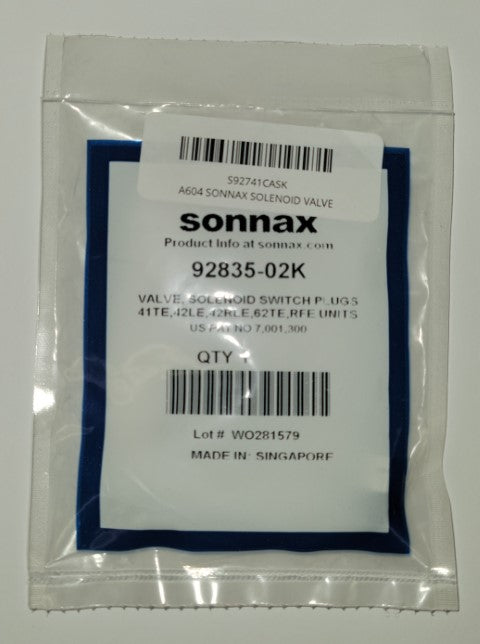 S92741CASK
A604 SONNAX SOLENOID VALVE
sonnax
Product Info at sonnax.com
92835-02K
VALVE, SOLENOID SWITCH PLUGS
41TE,42LE,42RLE,62TE,RFE UNITS
US PAT NO 7,001,300
QTY 1
Lot # WO281579
MADE IN: SINGAPORE